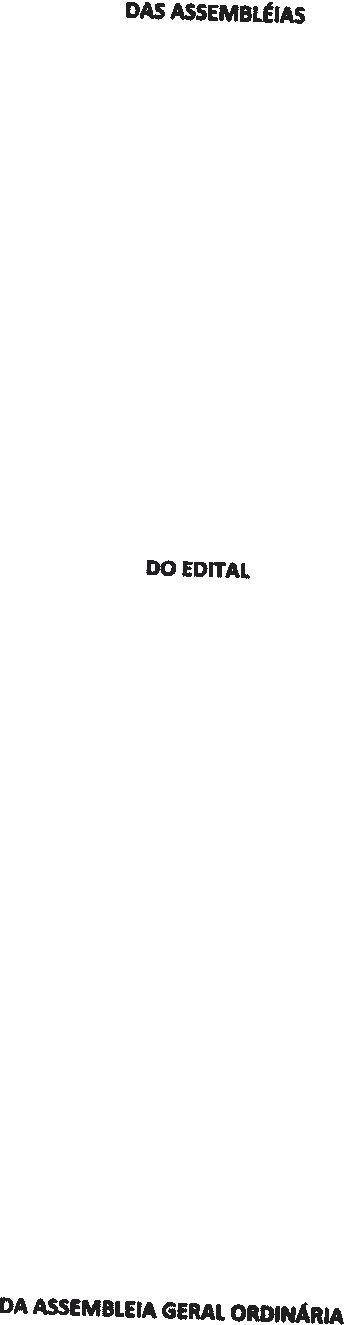 DAS ASSEMBLÉIAS
DO EDITAL
DA ASSEMBLEIA GERAL ORDINÁRIA